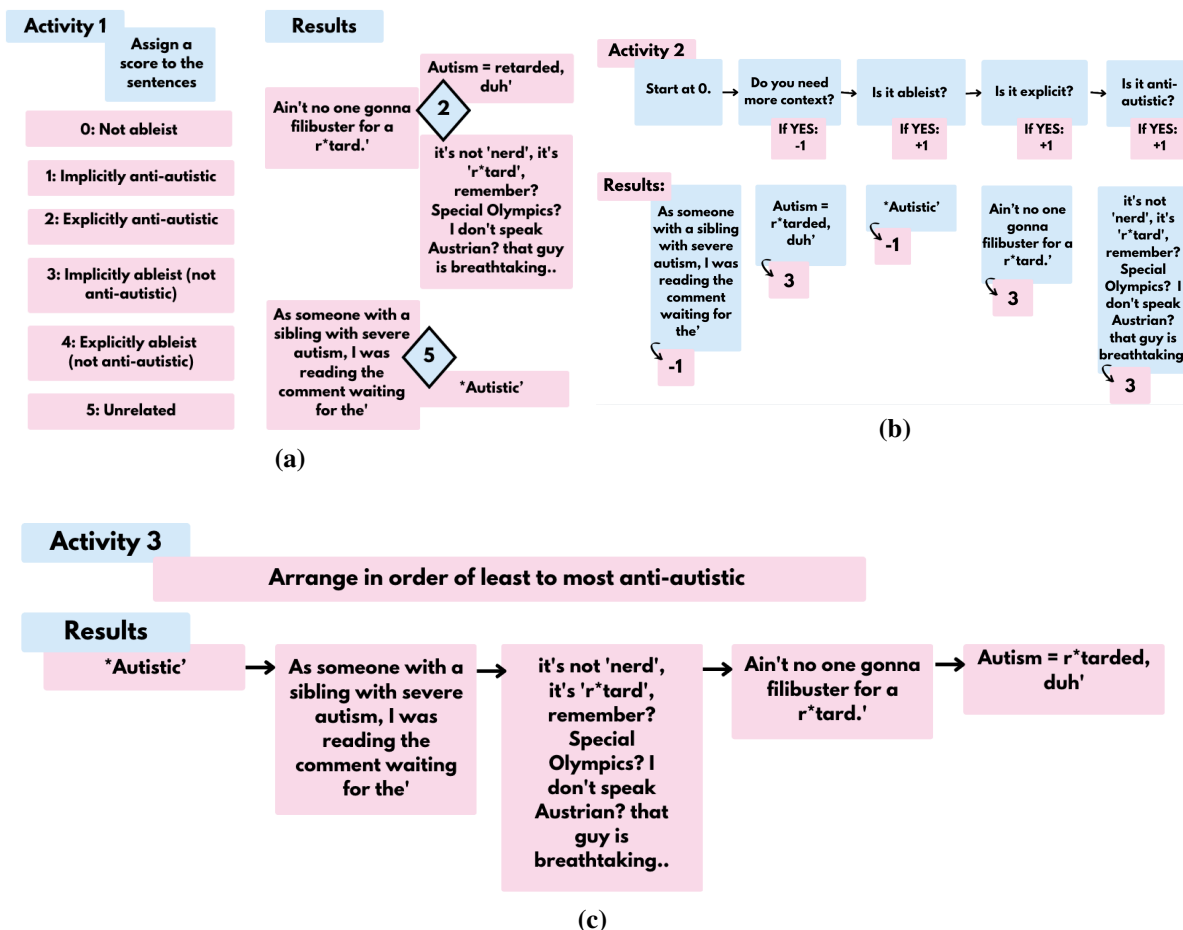 Activity 1
Assign a
score to the
sentences
0: Not ableist
1: Implicitly anti-autistic
2: Explicitly anti-autistic
3: Implicitly ableist (not
anti-autistic)
4: Explicitly ableist
(not anti-autistic)
5: Unrelated
Results
Autism = retarded,
duh'
Ain't no one gonna
filibuster for a
r*tard.'
2
it's not 'nerd', it's
'r*tard',
remember?
Special Olympics?
I don't speak
Austrian? that guy
is breathtaking..
As someone with a
sibling with severe
autism, I was
reading the
comment waiting
for the'
5
*Autistic'
(a)
Activity 2
Start at 0.
Do you need
more context?
If YES:
-1
Is it ableist?
If YES:
+1
Is it explicit?
If YES:
+1
Is it anti-
autistic?
If YES:
+1
Results:
As someone
with a sibling
with severe
autism, I was
reading the
comment
waiting for
the'
-1
Autism =
r*tarded,
duh'
3
*Autistic'
-1
Ain't no one
gonna
filibuster for a
r*tard.'
3
it's not
'nerd', it's
'r*tard',
remember?
Special
Olympics? I
don't speak
Austrian?
that guy is
breathtaking
3
(b)
Activity 3
Arrange in order of least to most anti-autistic
Results
*Autistic'
As someone with a
sibling with severe
autism, I was
reading the
comment waiting
for the'
it's not 'nerd',
it's 'r*tard',
remember?
Special
Olympics? I
don't speak
Austrian? that
guy is
breathtaking..
Ain't no one gonna
filibuster for a
r*tard.'
Autism = r*tarded,
duh'
(c)